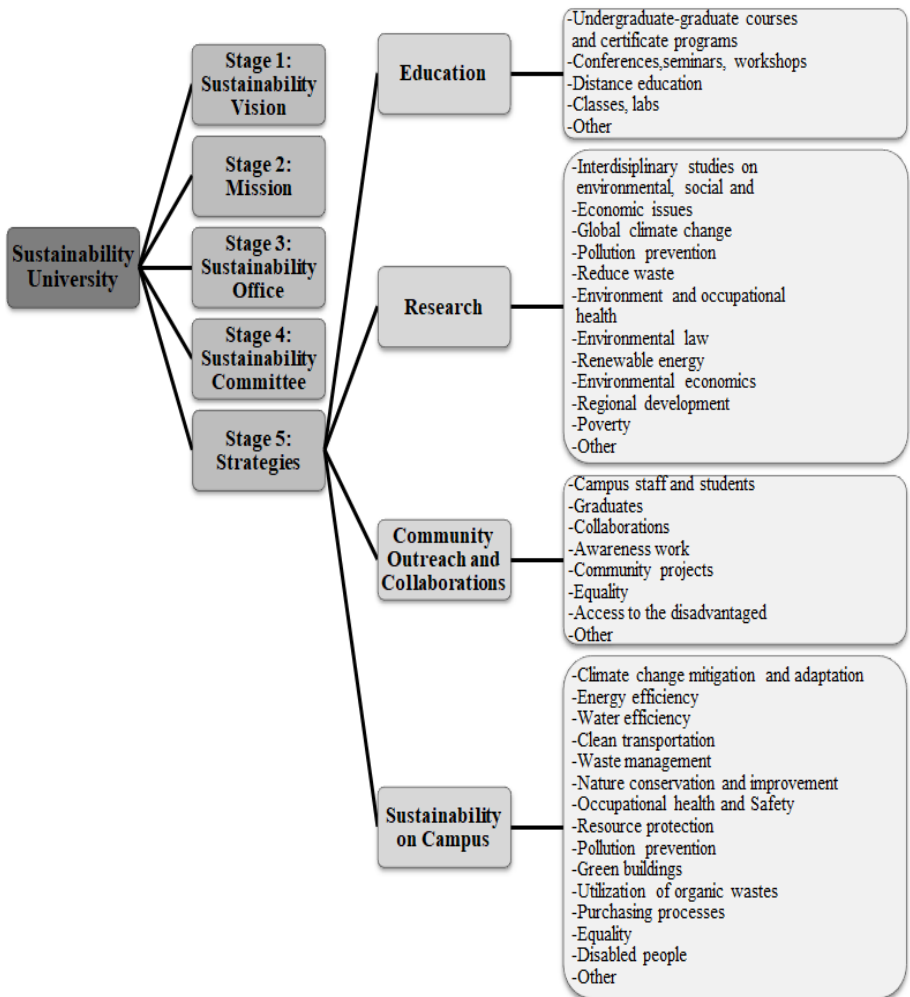 Sustainability
University
Stage 1:
Sustainability
Vision
Stage 2:
Mission
Stage 3:
Sustainability
Office
Stage 4:
Sustainability
Committee
Stage 5:
Strategies
Education
-Undergraduate-graduate courses
and certificate programs
-Conferences,seminars, workshops
-Distance education
-Classes, labs
-Other
Research
-Interdisiplinary studies on
environmental, social and
-Economic issues
-Global climate change
-Pollution prevention
-Reduce waste
-Environment and occupational
health
-Environmental law
-Renewable energy
-Environmental economics
-Regional development
-Poverty
-Other
Community
Outreach and
Collaborations
-Campus staff and students
-Graduates
-Collaborations
-Awareness work
-Community projects
-Equality
-Access to the disadvantaged
-Other
Sustainability
on Campus
-Climate change mitigation and adaptation
-Energy efficiency
-Water efficiency
-Clean transportation
-Waste management
-Nature conservation and improvement
-Occupational health and Safety
-Resource protection
-Pollution prevention
-Green buildings
-Utilization of organic wastes
-Purchasing processes
-Equality
-Disabled people
-Other